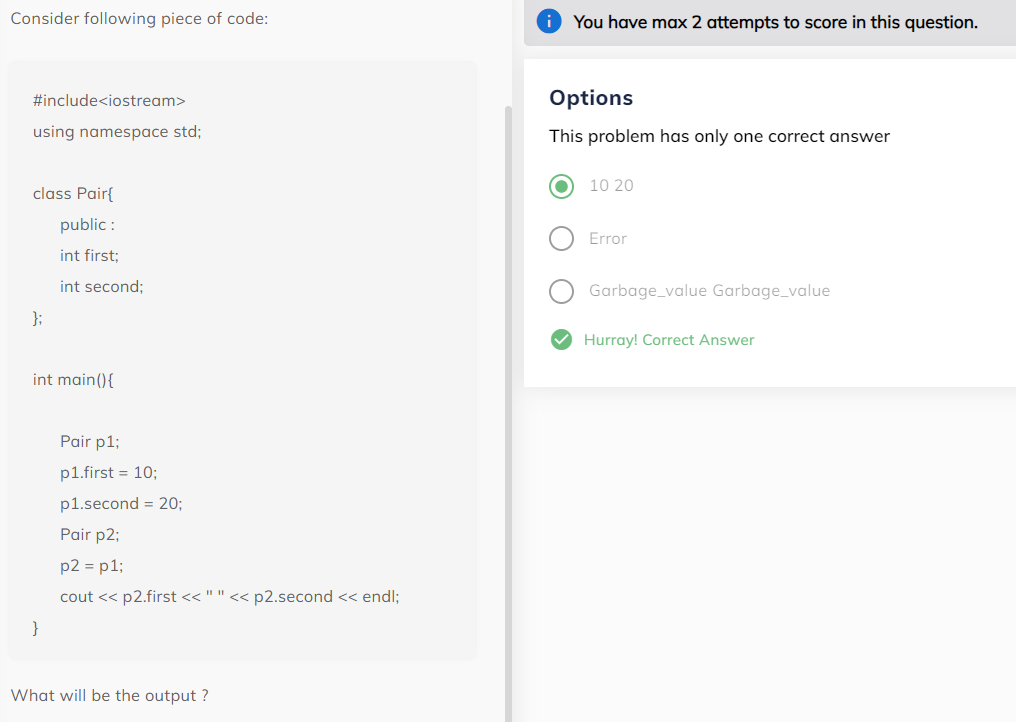 Consider following piece of code:
#include<iostream>
using namespace std;
class Pair{
public :
int first;
int second;
};
int main(){
Pair p1;
p1.first = 10;
p1.second = 20;
Pair p2;
p2 = p1;
cout << p2.first << " " << p2.second << endl;
}
What will be the output ?
You have max 2 attempts to score in this question.
Options
This problem has only one correct answer
10 20
Error
Garbage_value Garbage_value
Hurray! Correct Answer